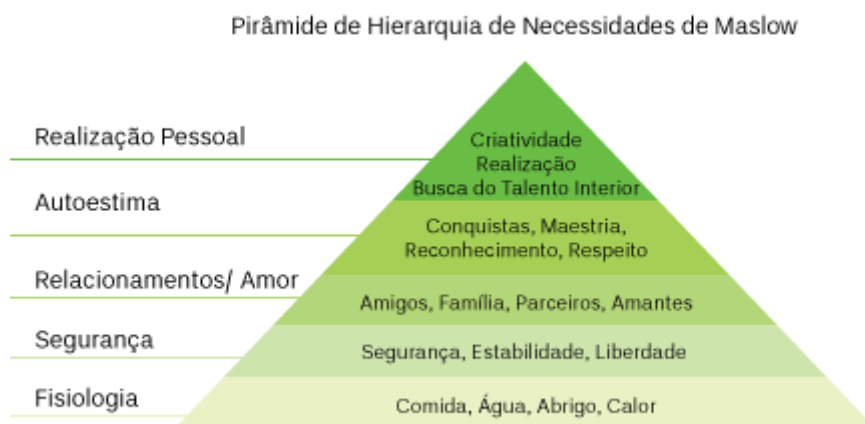 Pirâmide de Hierarquia de Necessidades de Maslow
Realização Pessoal
Criatividade
Realização
Busca do Talento Interior
Autoestima
Conquistas, Maestria,
Reconhecimento, Respeito
Relacionamentos/ Amor
Amigos, Família, Parceiros, Amantes
Segurança
Segurança, Estabilidade, Liberdade
Fisiologia
Comida, Água, Abrigo, Calor